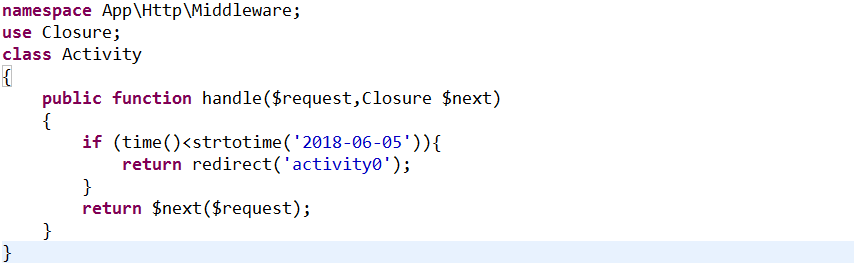 namespace App\Http\Middleware;
use Closure;
class Activity
{
    public function handle($request,Closure $next)
    {
        if (time()<strtotime('2018-06-05')){
            return redirect('activity0');
        }
        return $next($request);
    }
}